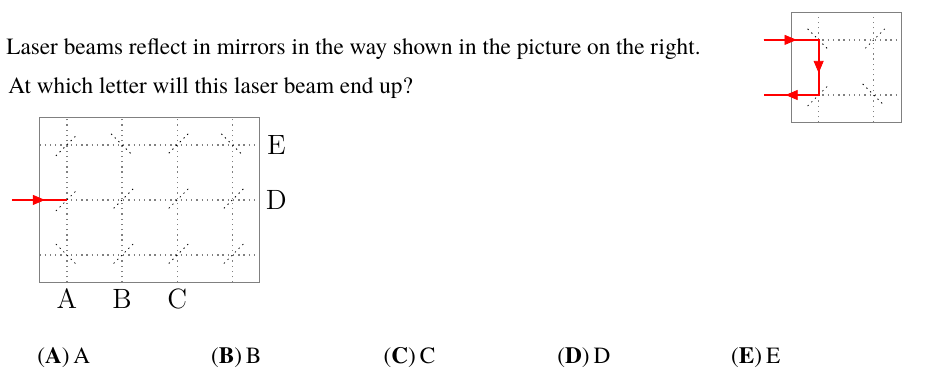 Laser beams reflect in mirrors in the way shown in the picture on the right.
At which letter will this laser beam end up?
E
D
A B C
(A) A (B) B (C) C (D) D (E) E